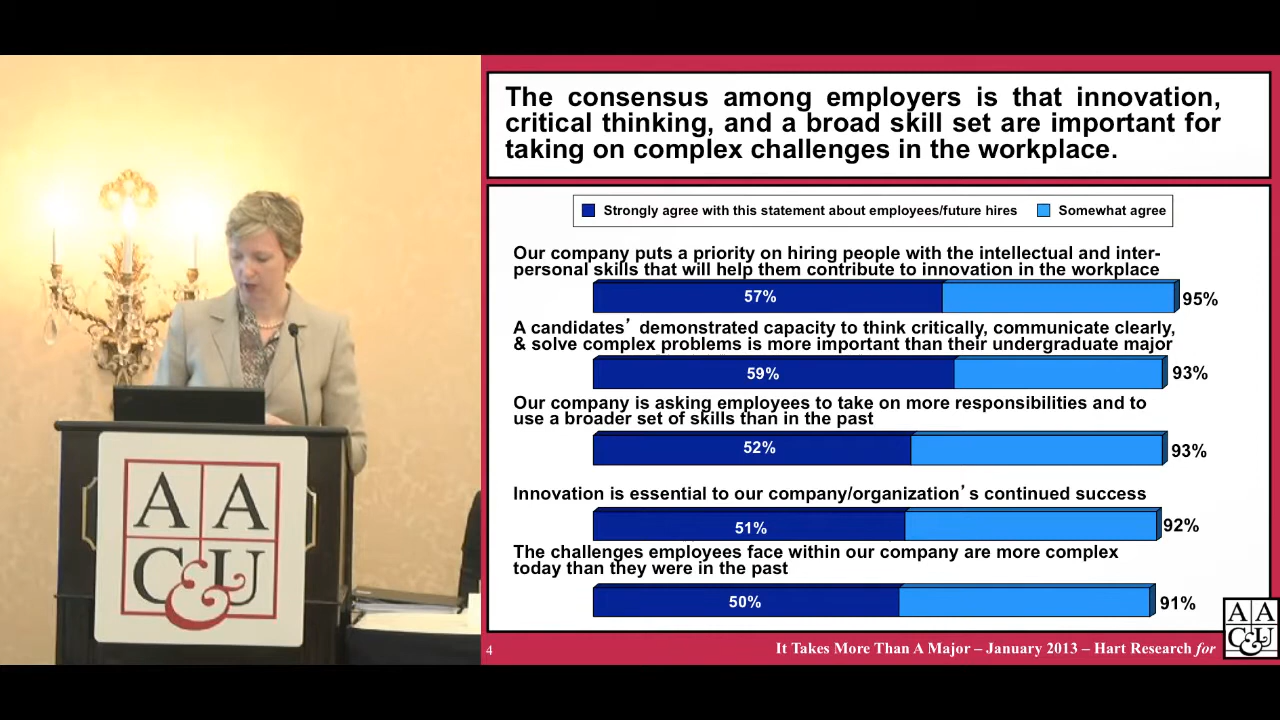 The consensus among employers is that innovation,
critical thinking, and a broad skill set are important for
taking on complex challenges in the workplace.
Strongly agree with this statement about employees/future hires
Somewhat agree
Our company puts a priority on hiring people with the intellectual and inter-
personal skills that will help them contribute to innovation in the workplace
57%
95%
A candidates’ demonstrated capacity to think critically, communicate clearly,
& solve complex problems is more important than their undergraduate major
59%
93%
Our company is asking employees to take on more responsibilities and to
use a broader set of skills than in the past
52%
93%
Innovation is essential to our company/organization’s continued success
51%
92%
The challenges employees face within our company are more complex
today than they were in the past
50%
91%
4
It Takes More Than A Major – January 2013 – Hart Research for
A A
C&U
A A
C&U